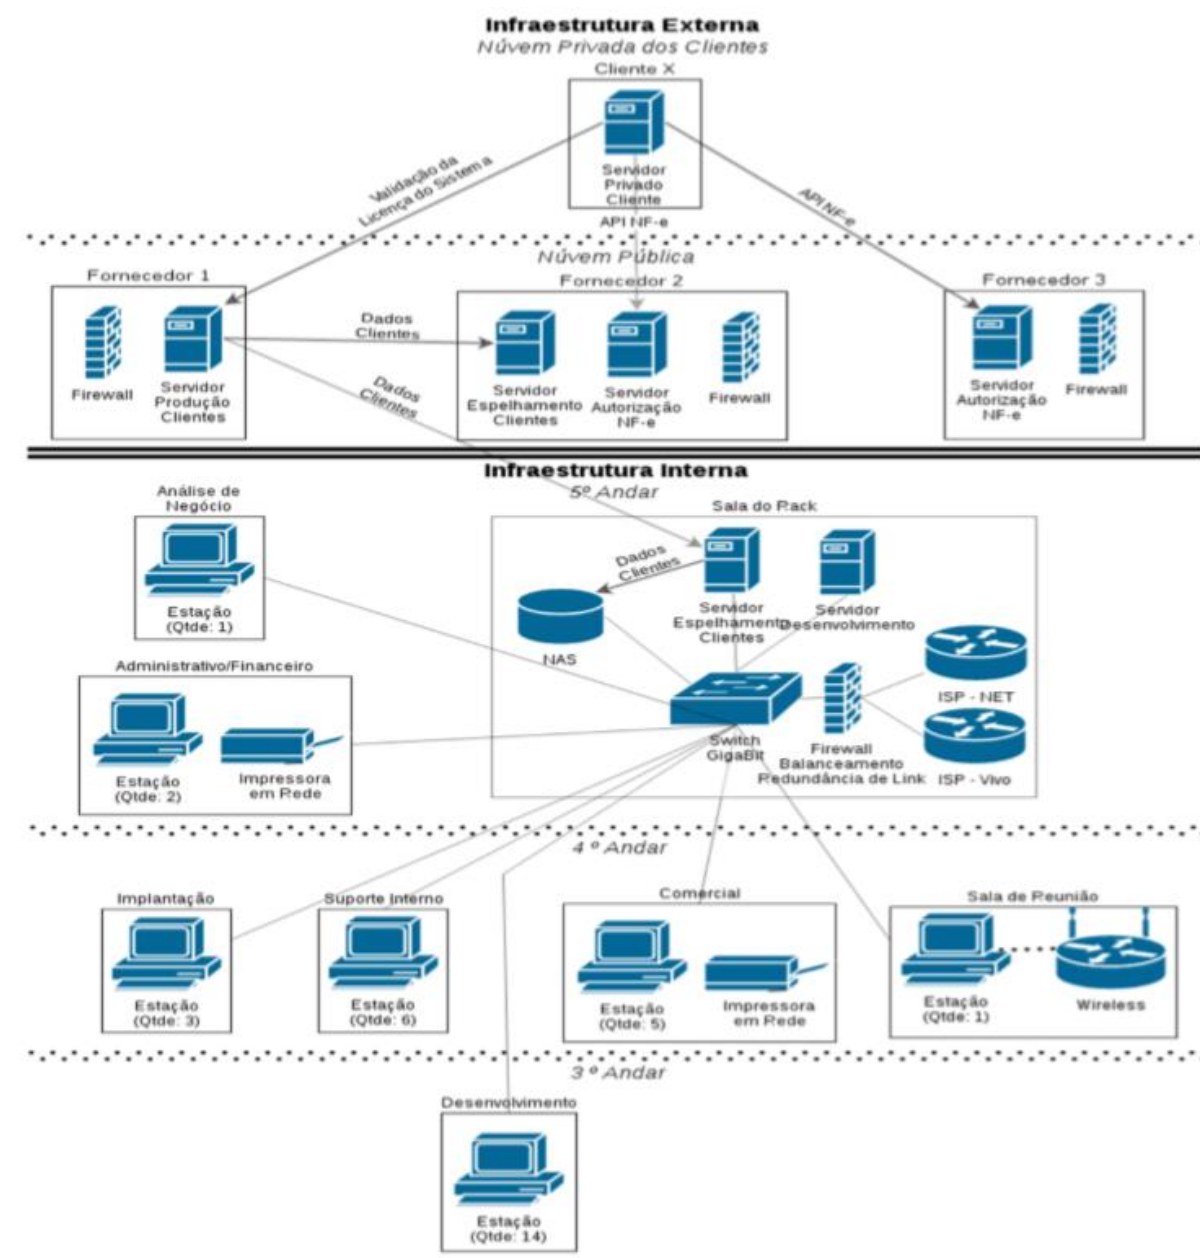 Infraestrutura Externa
Núvem Privada dos Clientes
Cliente X
Servidor
Privado
Cliente
Validação da
Licença do Sistema
API NF-e
API NF-e
Núvem Pública
Fornecedor 1
Firewall
Servidor
Produção
Clientes
Dados
Clientes
Dados
Clientes
Fornecedor 2
Servidor
Espelhamento
Clientes
Servidor
Autorização
NF-e
Firewall
Fornecedor 3
Servidor
Autorização
NF-e
Firewall
Infraestrutura Interna
5º Andar
Análise de
Negócio
Estação
(Qtde: 1)
Administrativo/Financeiro
Estação
(Qtde: 2)
Impressora
em Rede
Sala do Rack
Dados
Clientes
NAS
Servidor
Espelhamento
Clientes
Servidor
Desenvolvimento
Switch
GigaBit
Firewall
Balanceamento
Redundância de Link
ISP - NET
ISP - Vivo
4 º Andar
Implantação
Estação
(Qtde: 3)
Suporte Interno
Estação
(Qtde: 6)
Comercial
Estação
(Qtde: 5)
Impressora
em Rede
Sala de Reunião
Estação
(Qtde: 1)
Wireless
3 º Andar
Desenvolvimento
Estação
(Qtde: 14)